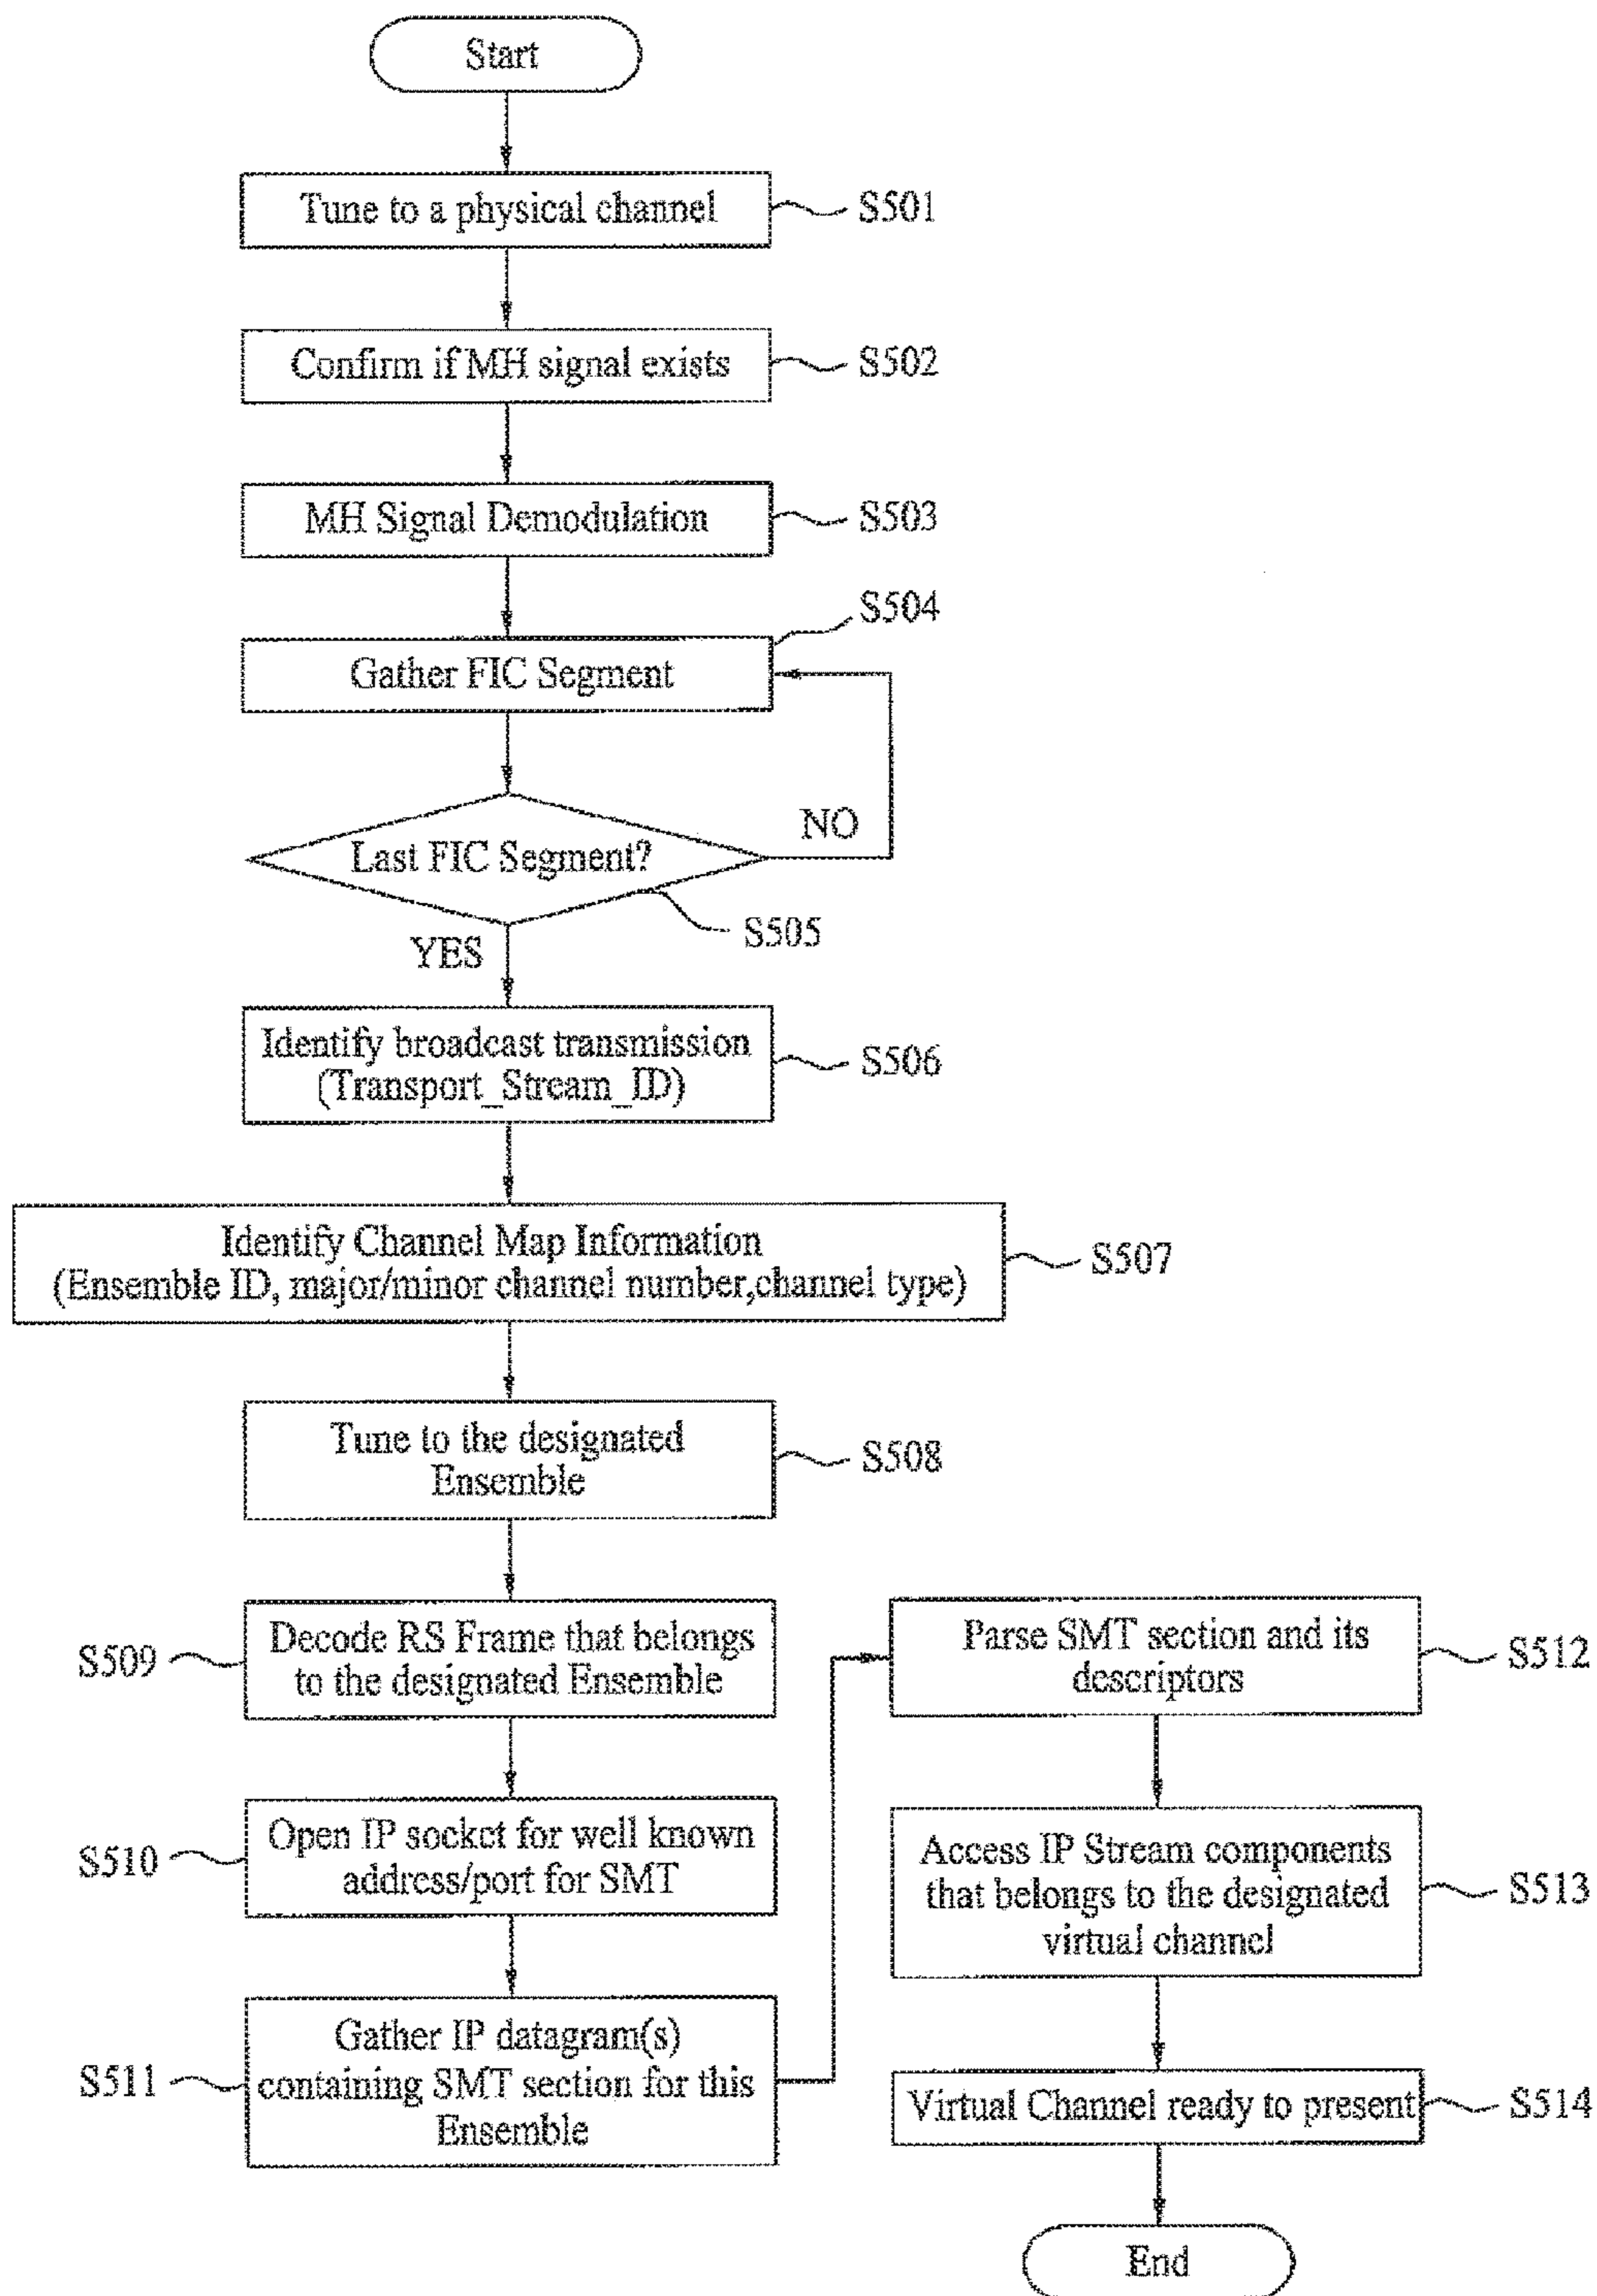 Start
Tune to a physical channel
S501
Confirm if MH signal exists
S502
MH Signal Demodulation
S503
S504
Gather FIC Segment
NO
Last FIC Segment?
S505
YES
Identify broadcast transmission
(Transport_Stream_ID)
S506
Identify Channel Map Information
(Ensemble ID, major/minor channel number,channel type)
S507
Tune to the designated
Ensemble
S508
S509
Decode RS Frame that belongs
to the designated Ensemble
S510
Open IP socket for well known
address/port for SMT
S511
Gather IP datagram(s)
containing SMT section for this
Ensemble
Parse SMT section and its
descriptors
S512
Access IP Stream components
that belongs to the designated
virtual channel
S513
Virtual Channel ready to present
S514
End